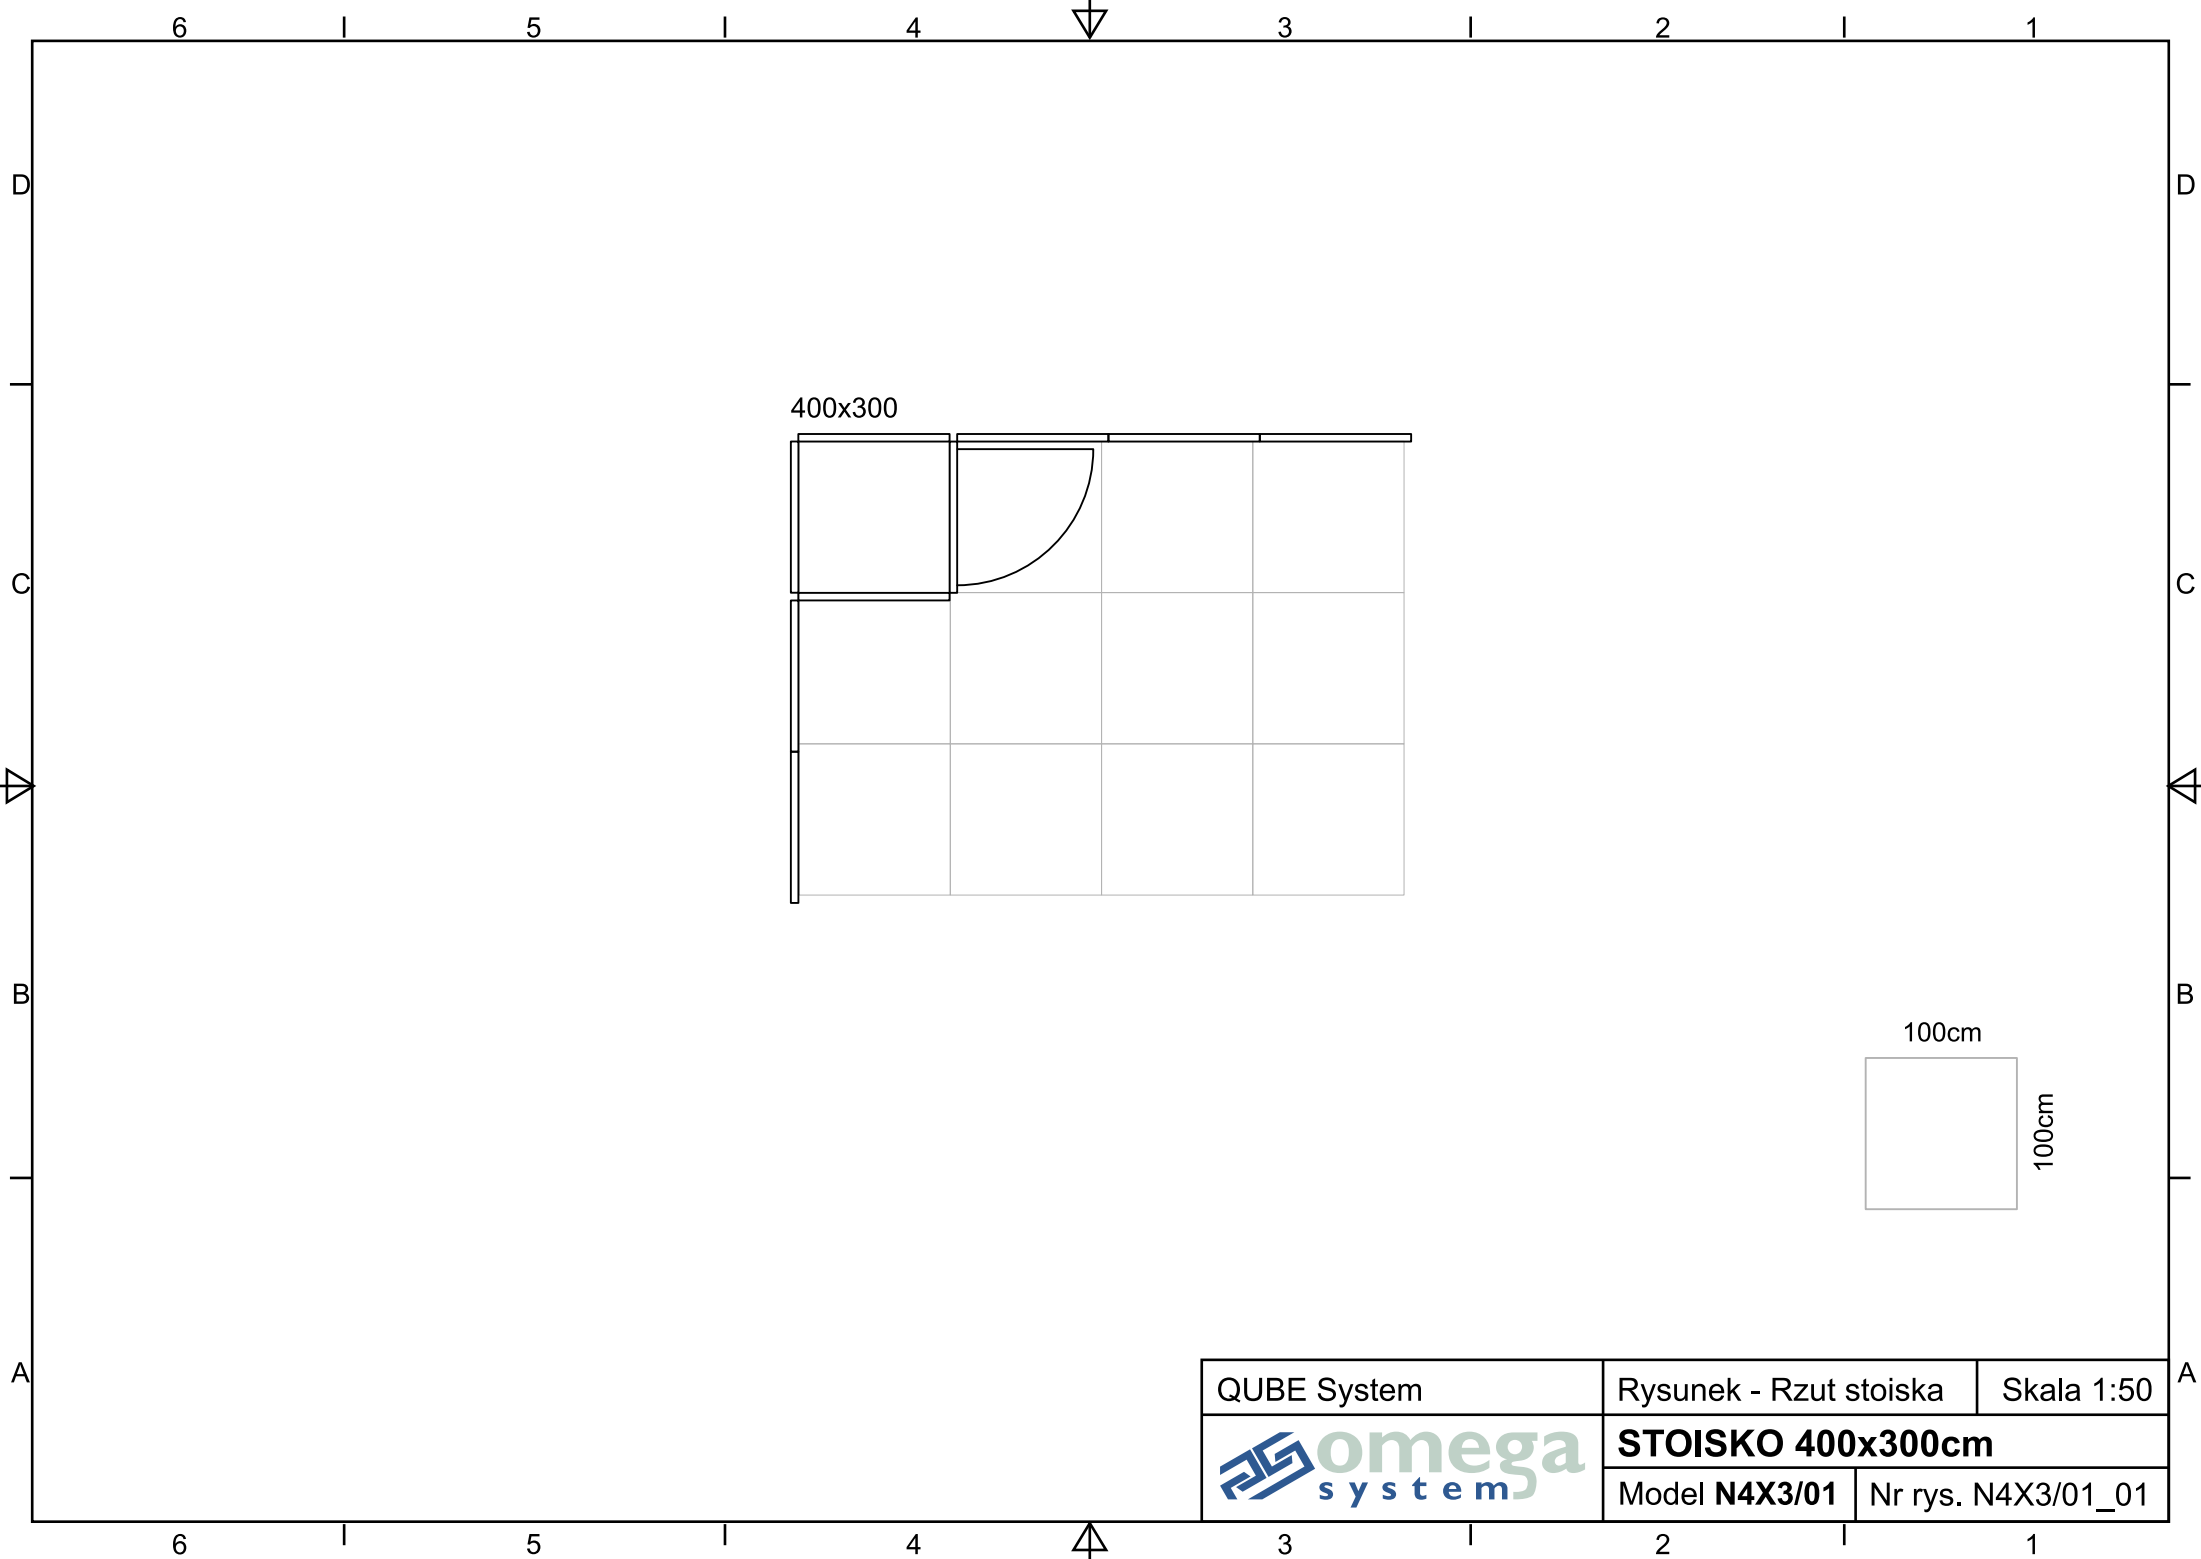 6 5 4 3 2 1
D D
400x300
C C
B B
100cm
100cm
A A
QUBE System
Rysunek - Rzut stoiska
Skala 1:50
omega
system
STOISKO 400x300cm
Model N4X3/01
Nr rys. N4X3/01_01
6 5 4 3 2 1